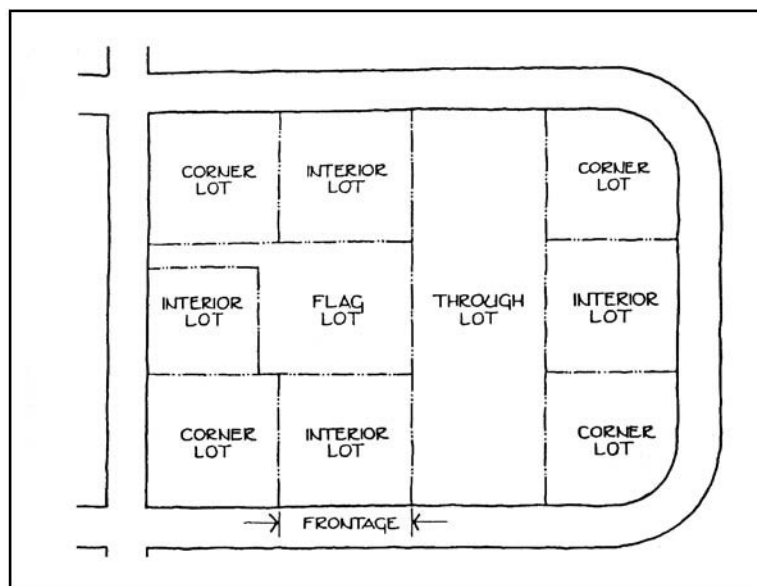 CORNER
LOT
INTERIOR
LOT
CORNER
LOT
INTERIOR
LOT
FLAG
LOT
THROUGH
LOT
INTERIOR
LOT
CORNER
LOT
INTERIOR
LOT
CORNER
LOT
FRONTAGE